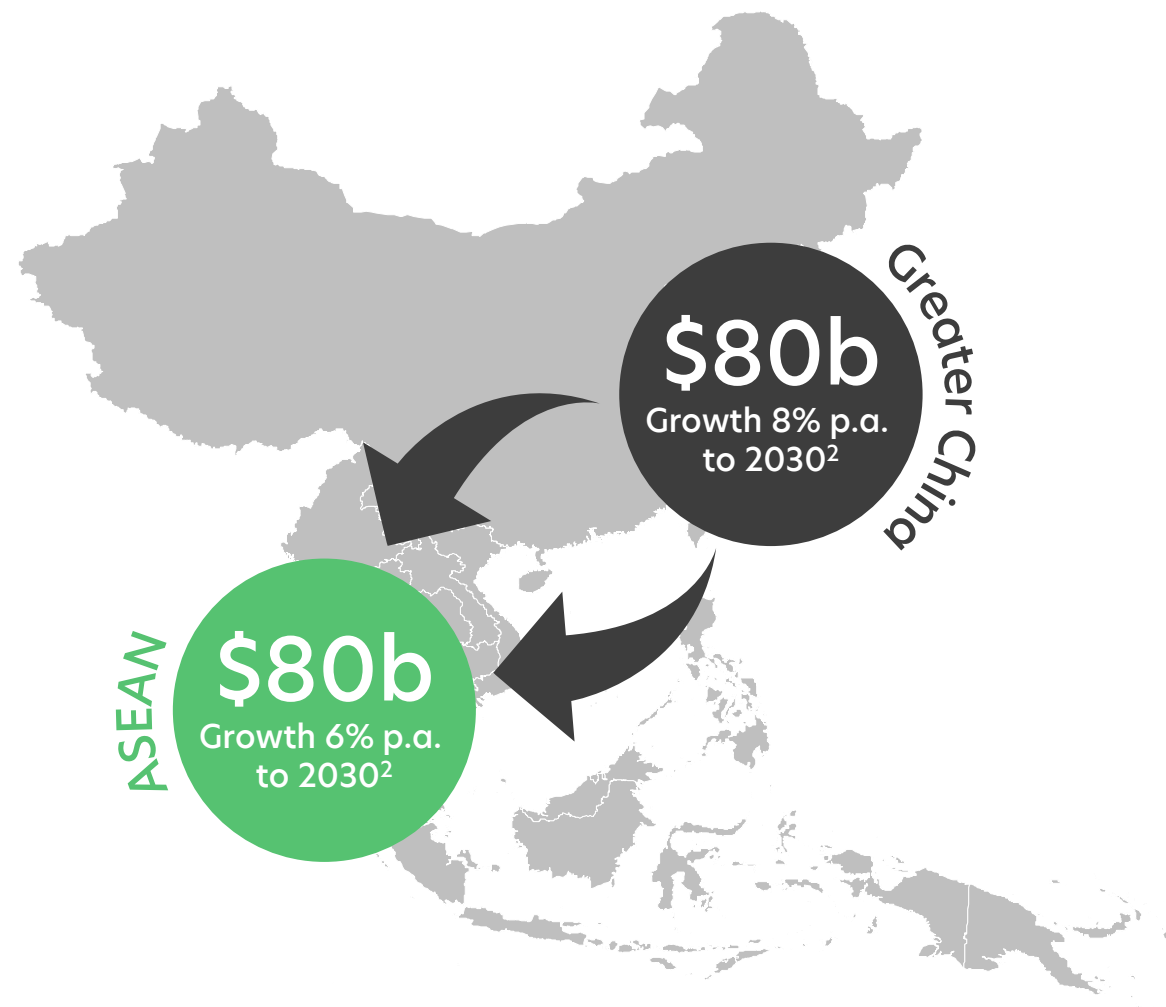 Greater China
$80b
Growth 8% p.a.
to 2030²
ASEAN
$80b
Growth 6% p.a.
to 2030²